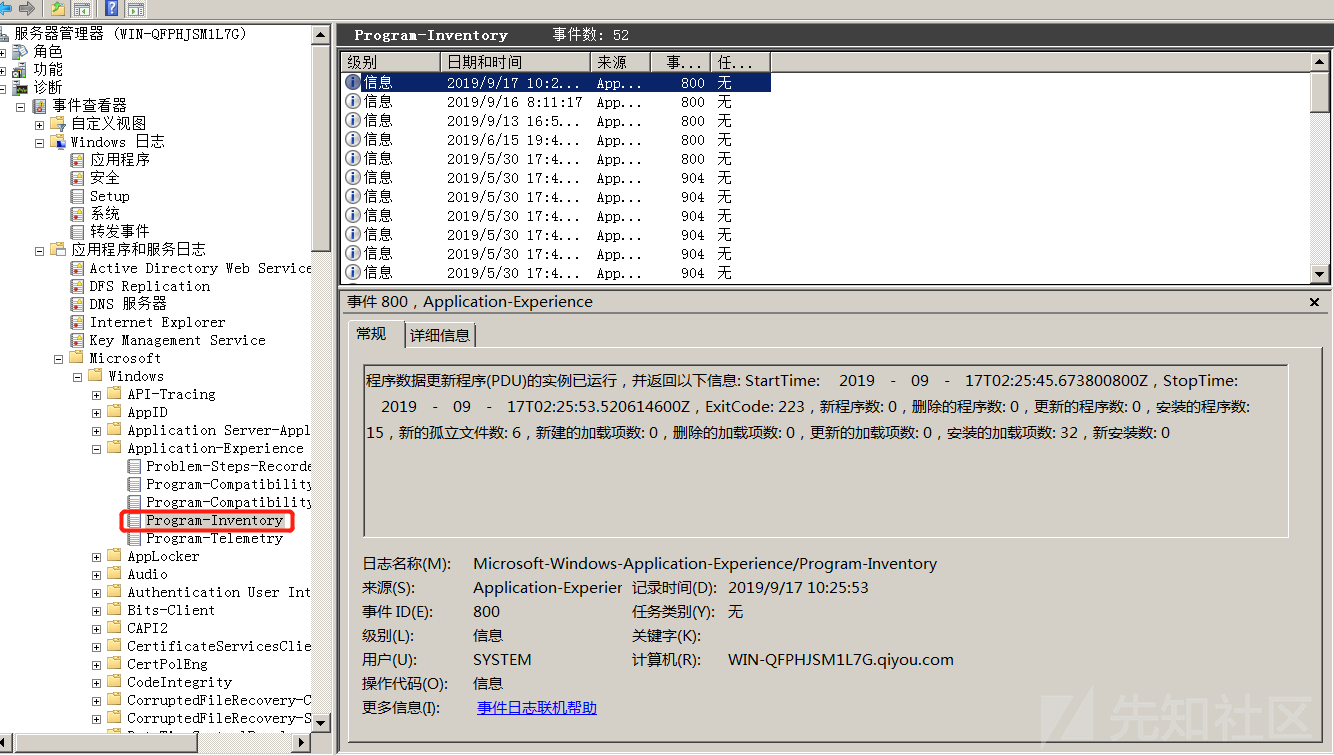 服务器管理器 (WIN-QFPHJSM1L7G)
角色
功能
诊断
事件查看器
自定义视图
Windows 日志
应用程序
安全
Setup
系统
转发事件
应用程序和服务日志
Active Directory Web Service
DFS Replication
DNS 服务器
Internet Explorer
Key Management Service
Microsoft
Windows
API-Tracing
AppID
Application Server-Appl
Application-Experience
Problem-Steps-Recorde
Program-Compatibility
Program-Compatibility
Program-Inventory
Program-Telemetry
AppLocker
Audio
Authentication User Int
Bits-Client
CAPI2
CertificateServicesClie
CertPolEng
CodeIntegrity
CorruptedFileRecovery-C
CorruptedFileRecovery-S
Program-Inventory 事件数: 52
级别 日期和时间 来源 事... 任...
信息 2019/9/17 10:2... App... 800 无
信息 2019/9/16 8:11:17 App... 800 无
信息 2019/9/13 16:5... App... 800 无
信息 2019/6/15 19:4... App... 800 无
信息 2019/5/30 17:4... App... 800 无
信息 2019/5/30 17:4... App... 904 无
信息 2019/5/30 17:4... App... 904 无
信息 2019/5/30 17:4... App... 904 无
信息 2019/5/30 17:4... App... 904 无
信息 2019/5/30 17:4... App... 904 无
信息 2019/5/30 17:4... App... 904 无
事件 800，Application-Experience
常规 详细信息
程序数据更新程序(PDU)的实例已运行，并返回以下信息: StartTime: 2019 - 09 - 17T02:25:45.673800800Z，StopTime:
2019 - 09 - 17T02:25:53.520614600Z，ExitCode: 223，新程序数: 0，删除的程序数: 0，更新的程序数: 0，安装的程序数:
15，新的孤立文件数: 6，新建的加载项数: 0，删除的加载项数: 0，更新的加载项数: 0，安装的加载项数: 32，新安装数: 0
日志名称(M): Microsoft-Windows-Application-Experience/Program-Inventory
来源(S): Application-Experier 记录时间(D): 2019/9/17 10:25:53
事件 ID(E): 800 任务类别(Y): 无
级别(L): 信息 关键字(K):
用户(U): SYSTEM 计算机(R): WIN-QFPHJSM1L7G.qiyou.com
操作代码(O): 信息
更多信息(I): 事件日志联机帮助
先知社区